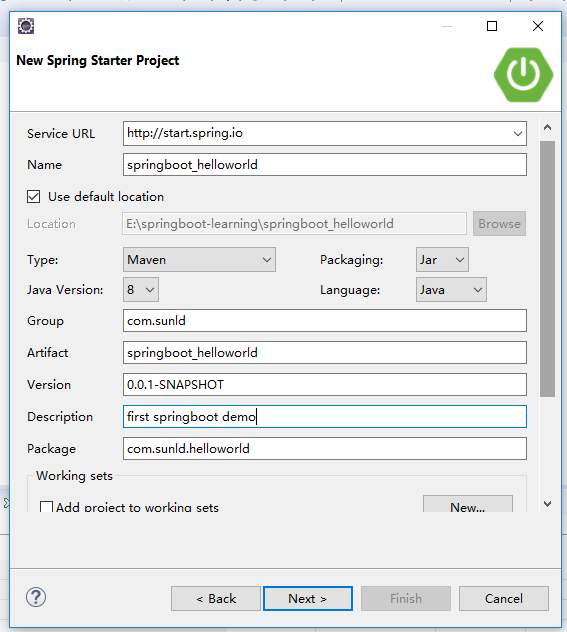 New Spring Starter Project
Service URL http://start.spring.io
Name springboot_helloworld
Use default location
Location E:\springboot-learning\springboot_helloworld Browse
Type: Maven Packaging: Jar
Java Version: 8 Language: Java
Group com.sunld
Artifact springboot_helloworld
Version 0.0.1-SNAPSHOT
Description first springboot demo
Package com.sunld.helloworld
Working sets
Add project to working sets New...
? < Back Next > Finish Cancel